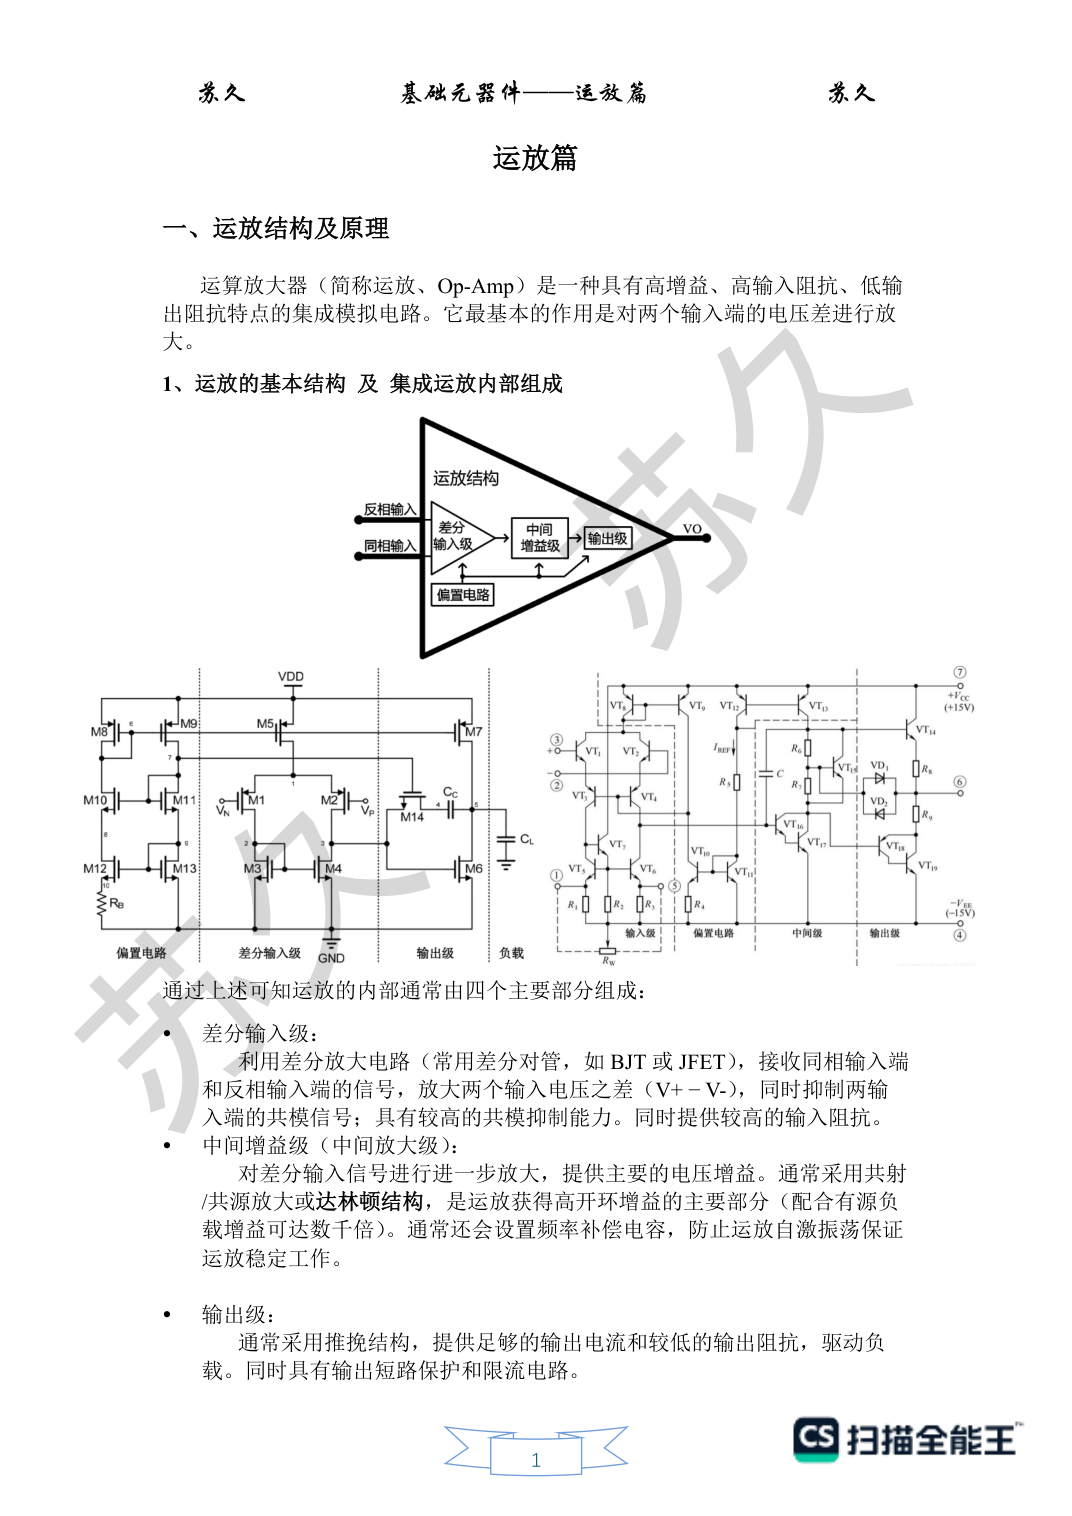 苏久 基础元器件——运放篇 苏久
运放篇
一、运放结构及原理
运算放大器（简称运放、Op-Amp）是一种具有高增益、高输入阻抗、低输
出阻抗特点的集成模拟电路。它最基本的作用是对两个输入端的电压差进行放
大。
1、运放的基本结构 及 集成运放内部组成
运放结构
反相输入
同相输入
差分
输入级
中间
增益级
输出级
偏置电路
VO
VDD
M8
6
M9
M5
M7
7
1
M10
M11
VN
M1
M2
VP
M14
4
CC
5
CL
8
9
2
3
M12
M13
M3
M4
M6
10
RB
偏置电路
差分输入级
GND
输出级
负载
⑦
+VCC
(+15V)
VT8
VT9
VT12
VT13
VT14
③
+
VT1
VT2
IREF
R6
−
②
R5
C
R7
VT15
VD1
R8
⑥
VT3
VT4
VD2
R9
VT16
VT7
VT17
VT18
VT10
①
VT5
VT6
⑤
VT11
VT19
R1
R2
R3
R4
−VEE
(−15V)
④
输入级
偏置电路
中间级
输出级
RW
通过上述可知运放的内部通常由四个主要部分组成：
• 差分输入级：
利用差分放大电路（常用差分对管，如 BJT 或 JFET），接收同相输入端
和反相输入端的信号，放大两个输入电压之差（V+ − V-），同时抑制两输
入端的共模信号；具有较高的共模抑制能力。同时提供较高的输入阻抗。
• 中间增益级（中间放大级）：
对差分输入信号进行进一步放大，提供主要的电压增益。通常采用共射
/共源放大或达林顿结构，是运放获得高开环增益的主要部分（配合有源负
载增益可达数千倍）。通常还会设置频率补偿电容，防止运放自激振荡保证
运放稳定工作。
• 输出级：
通常采用推挽结构，提供足够的输出电流和较低的输出阻抗，驱动负
载。同时具有输出短路保护和限流电路。
1
CS 扫描全能王™
苏久
苏久